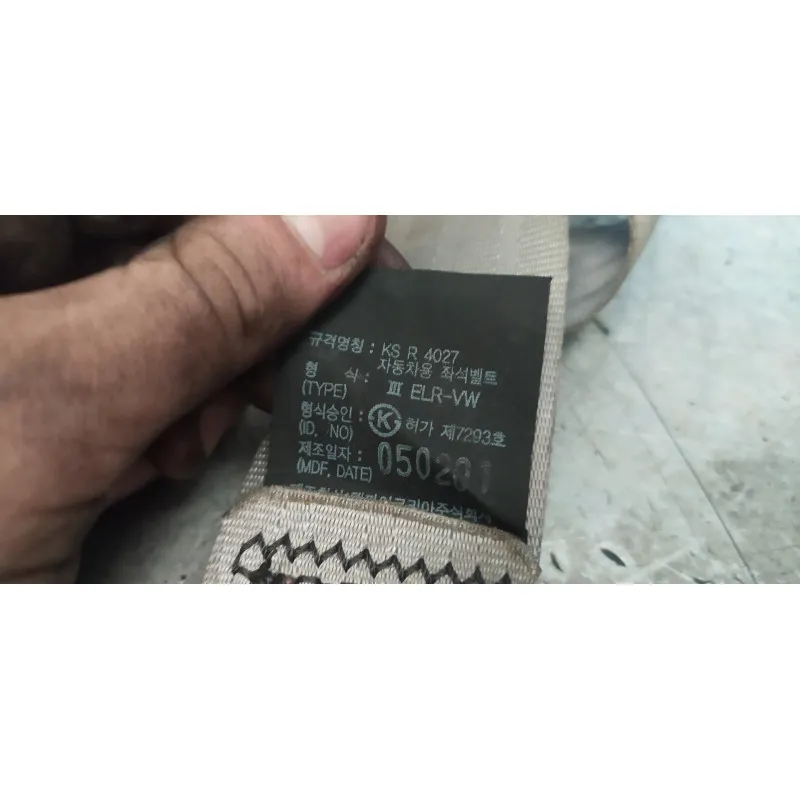 규격명칭 : KS R 4027
자동차용 좌석벨트
형 식 : Ⅲ ELR-VW
(TYPE)
형식승인 : K 허가 제7293호
(ID. NO)
제조일자 : 050201
(MDF. DATE)